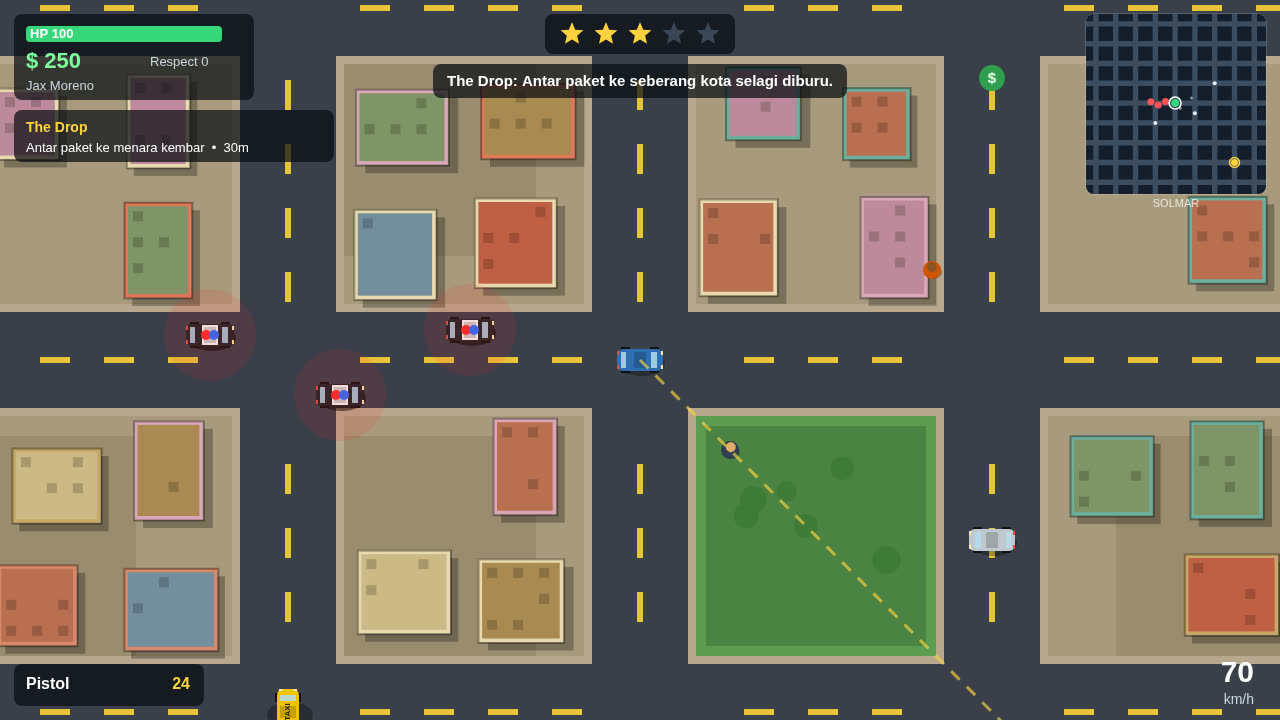 HP 100
$ 250
Respect 0
Jax Moreno
The Drop
Antar paket ke menara kembar • 30m
The Drop: Antar paket ke seberang kota selagi diburu.
$
SOLMAR
Pistol
24
TAXI
70
km/h